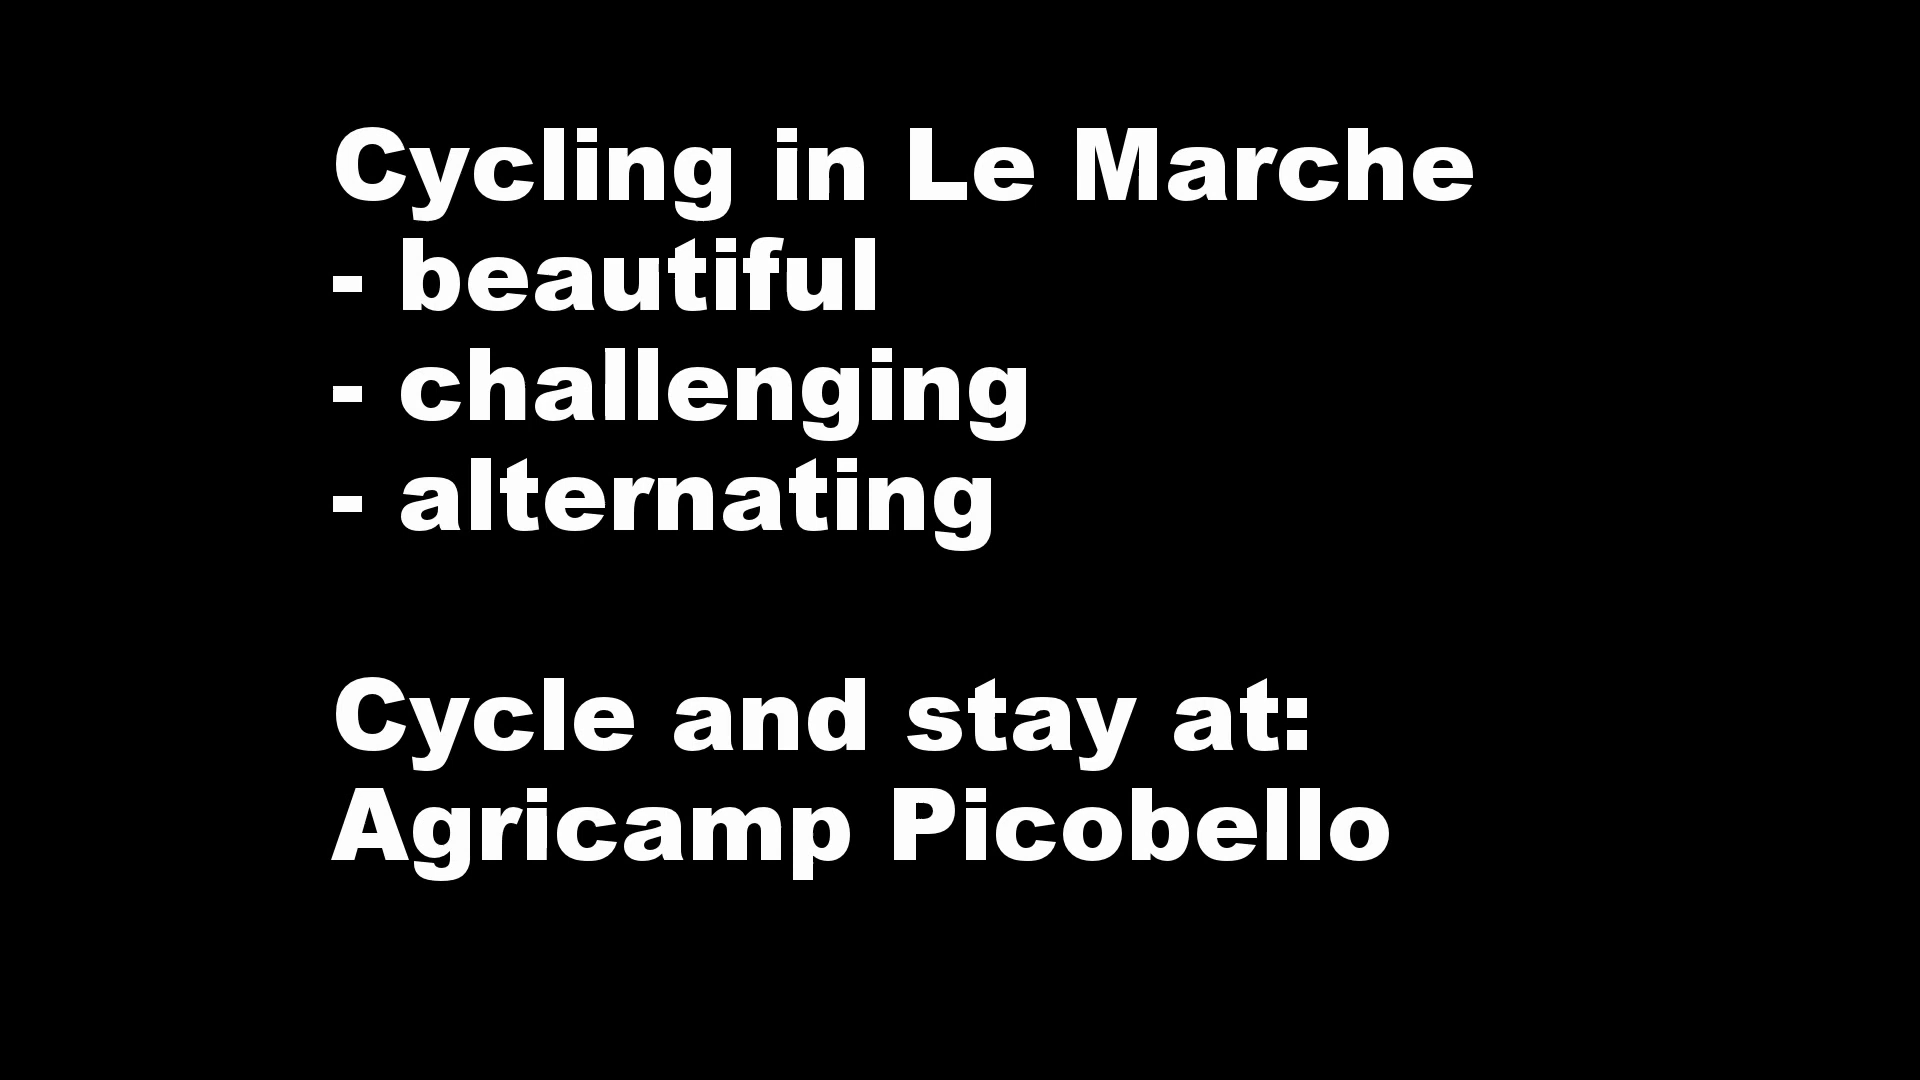 Cycling in Le Marche
- beautiful
- challenging
- alternating
Cycle and stay at:
Agricamp Picobello